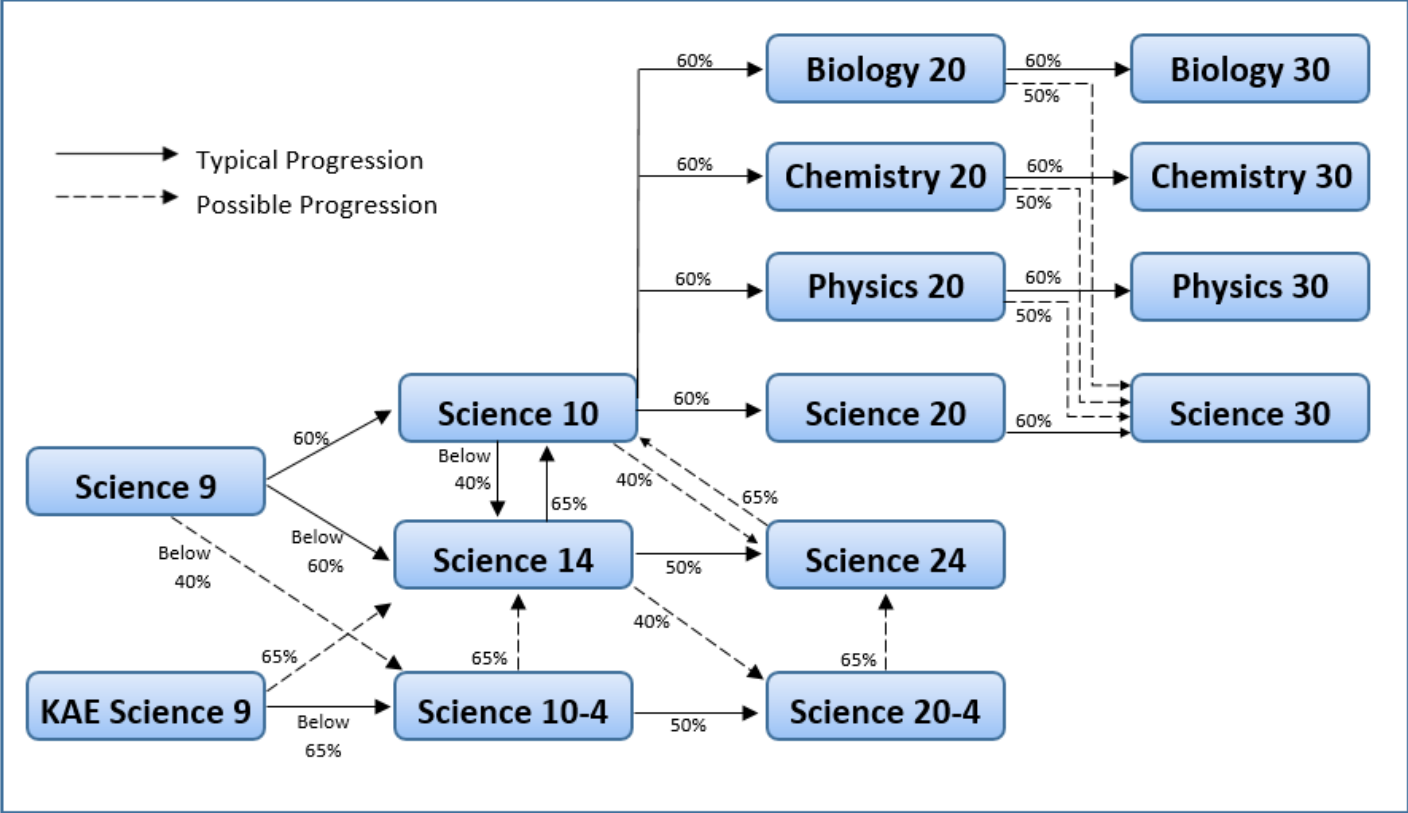 60%
Biology 20
60%
Biology 30
50%
Typical Progression
Possible Progression
60%
Chemistry 20
60%
Chemistry 30
50%
60%
Physics 20
60%
Physics 30
50%
Science 10
60%
Science 20
60%
Science 30
60%
Below
40%
65%
40%
65%
Science 9
Below
60%
Below
40%
Science 14
50%
Science 24
65%
65%
40%
65%
KAE Science 9
Below
65%
Science 10-4
50%
Science 20-4